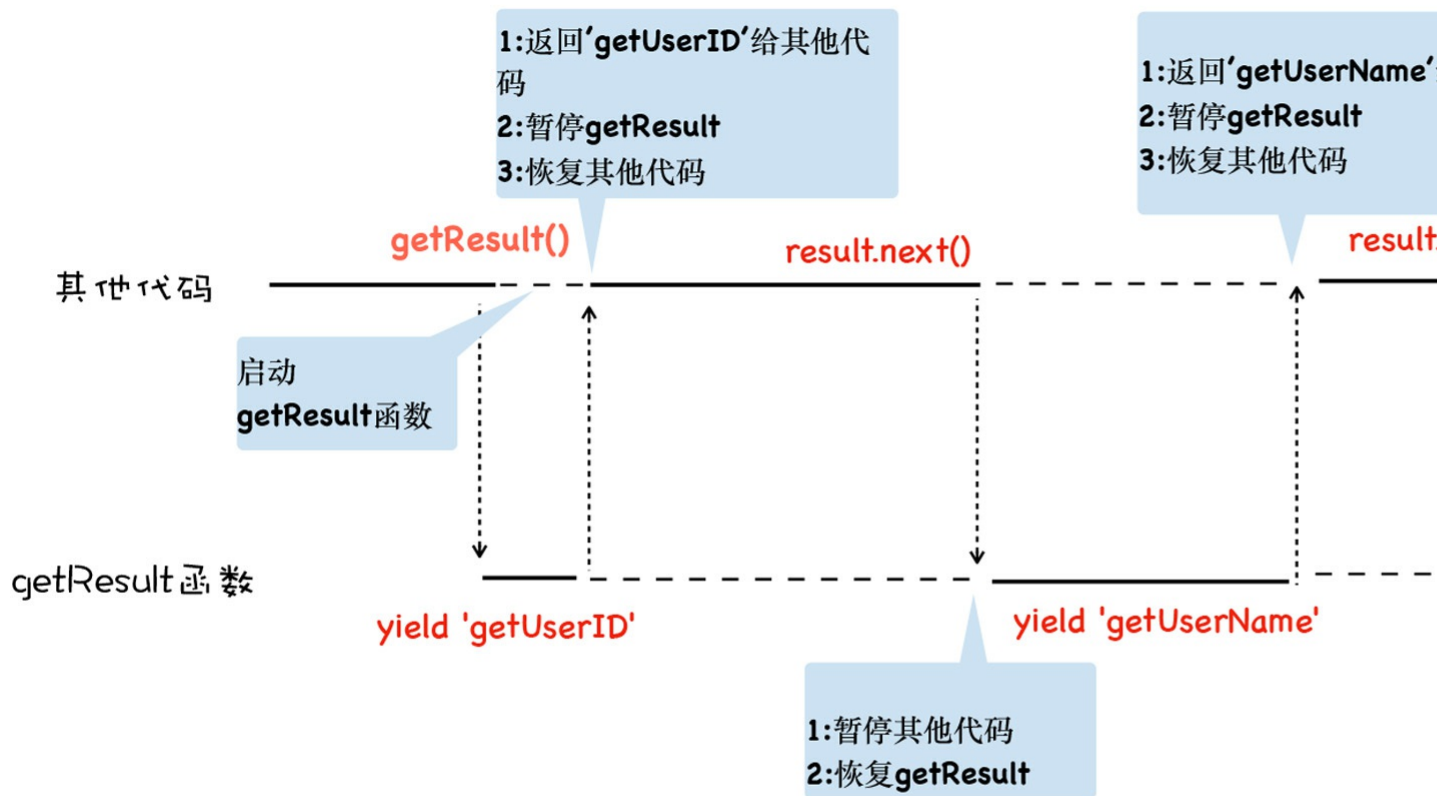 1:返回'getUserID'给其他代
码
2:暂停getResult
3:恢复其他代码
1:返回'getUserName'
2:暂停getResult
3:恢复其他代码
getResult()
result.next()
result.
其他代码
启动
getResult函数
getResult函数
yield 'getUserID'
yield 'getUserName'
1:暂停其他代码
2:恢复getResult